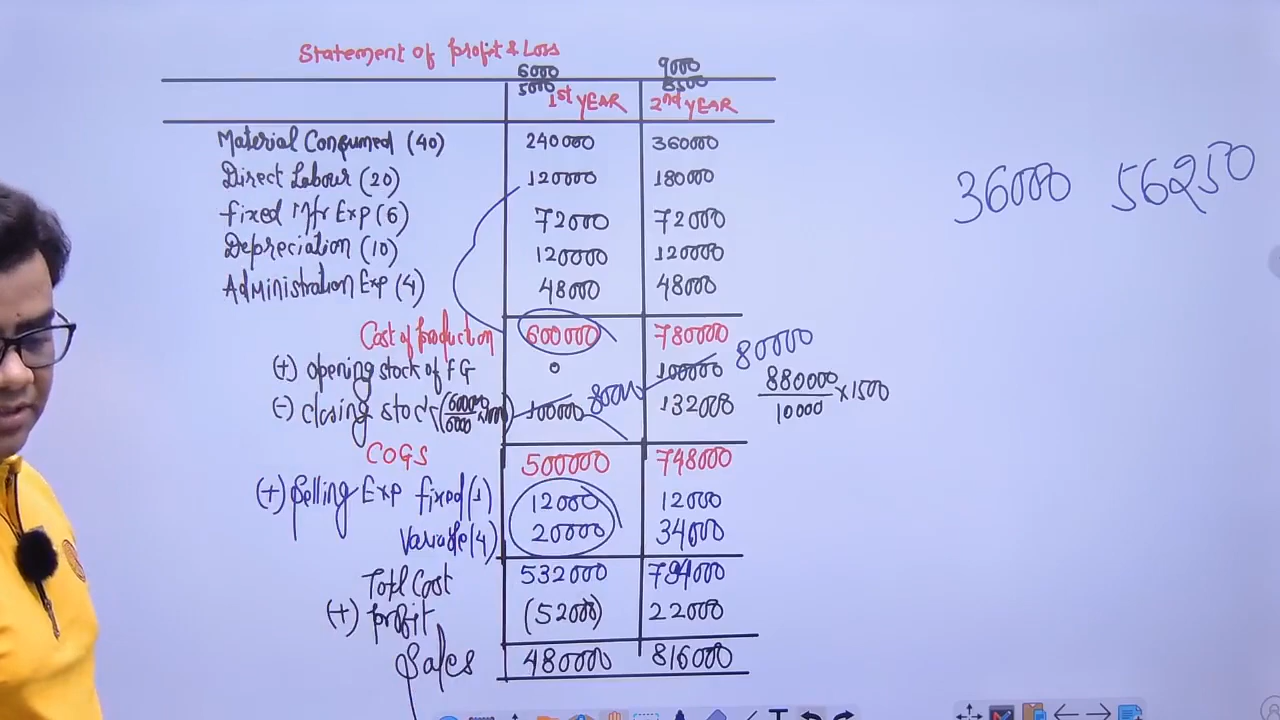 Statement of Profit & Loss
6000 9000
5000 8500
1st YEAR 2nd YEAR
Material Consumed (40) 240000 360000
Direct Labour (20) 120000 180000
Fixed Mfr Exp (6) 72000 72000
Depreciation (10) 120000 120000
Administration Exp (4) 48000 48000
Cost of production 600000 780000
(+) opening stock of FG 0 100000 80000
(-) closing stock (600000/6000 × 1000) 100000 80000 132000
880000/10000 × 1500
COGS 500000 748000
(+) Selling Exp fixed (1) 12000 12000
Variable (4) 20000 34000
Total Cost 532000 794000
(+) profit (52000) 22000
Sales 480000 816000
36000 56250